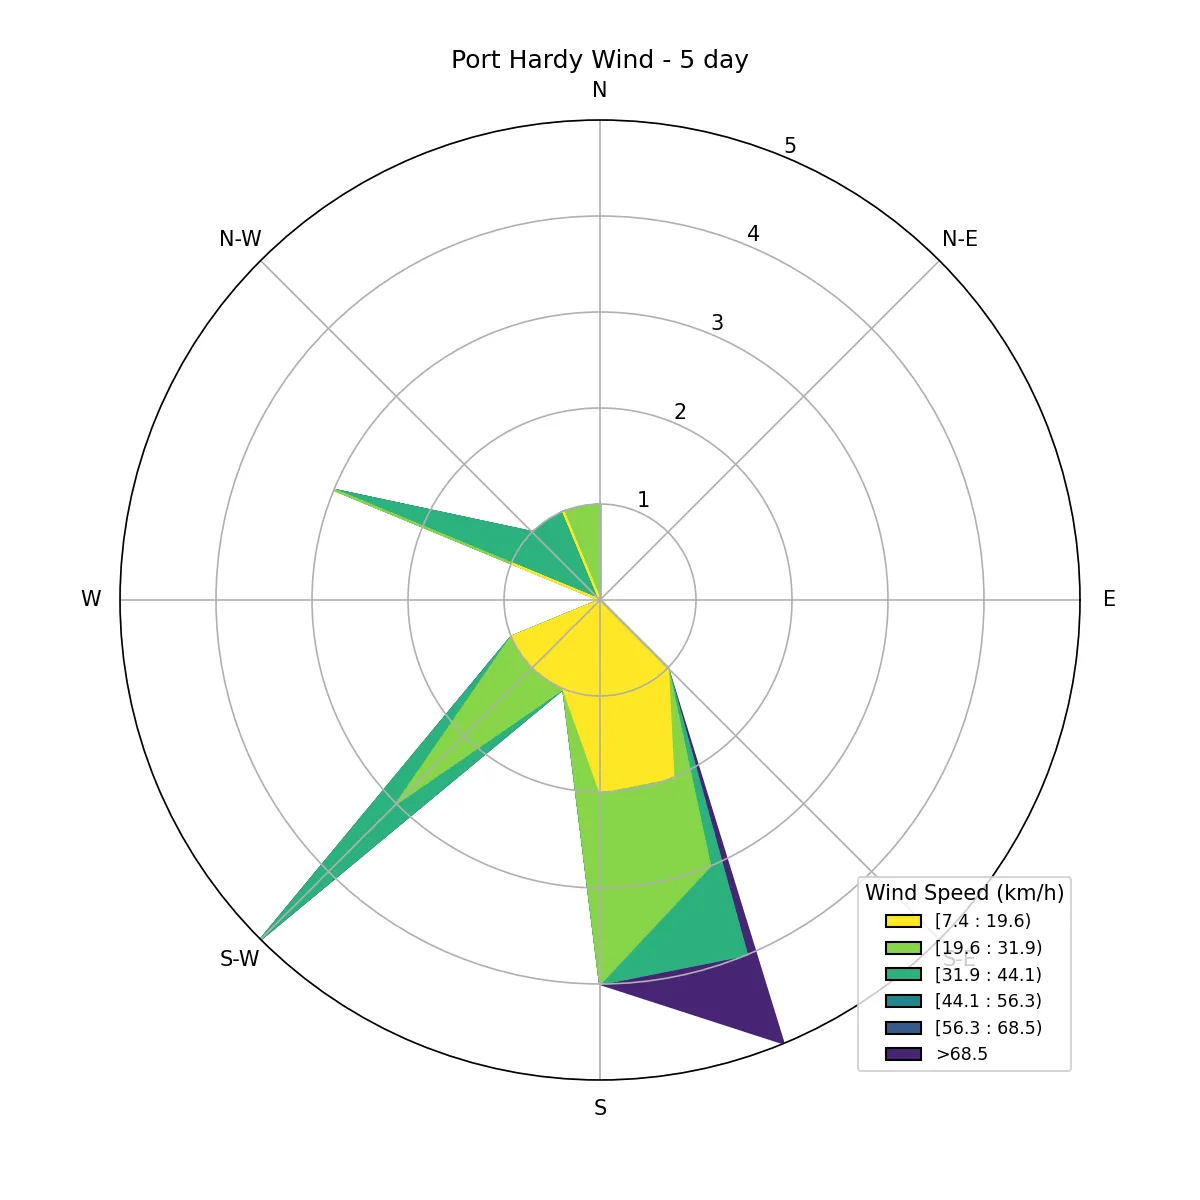 Port Hardy Wind - 5 day
N
5
N-W
4
N-E
3
2
1
W
E
S-W
S-E
S
Wind Speed (km/h)
[7.4 : 19.6)
[19.6 : 31.9)
[31.9 : 44.1)
[44.1 : 56.3)
[56.3 : 68.5)
>68.5